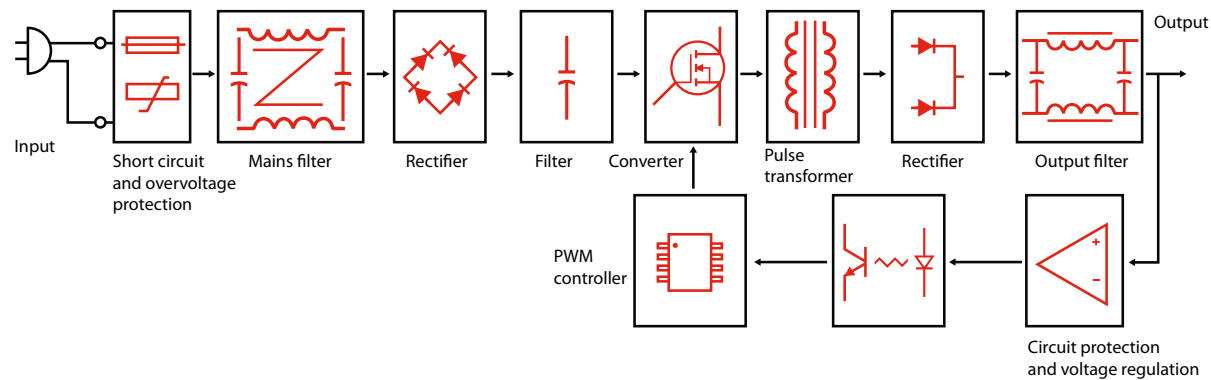 Output
Input
Short circuit
and overvoltage
protection
Mains filter
Rectifier
Filter
Converter
Pulse
transformer
Rectifier
Output filter
PWM
controller
+
−
Circuit protection
and voltage regulation